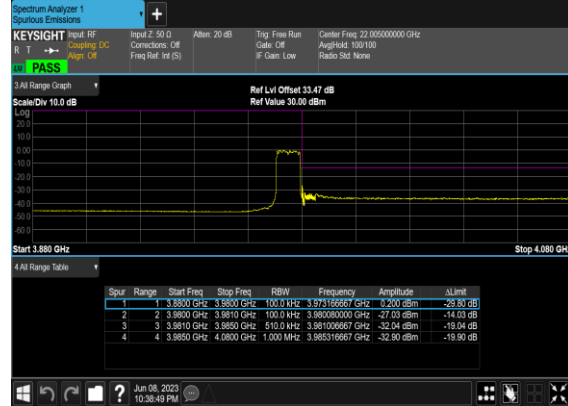 Spectrum Analyzer 1
Spurious Emissions
KEYSIGHT Input: RF Input Z: 50 Ω Atten: 20 dB Trig: Free Run Center Freq: 22.005000000 GHz
R T Coupling: DC Corrections: Off Gate: Off Avg|Hold: 100/100
Align: Off Freq Ref: Int (S) IF Gain: Low Radio Std: None
PASS
3 All Range Graph
Ref Lvl Offset 33.47 dB
Scale/Div 10.0 dB Ref Value 30.00 dBm
Log
20.0
10.0
0.00
-10.0
-20.0
-30.0
-40.0
-50.0
-60.0
Start 3.880 GHz Stop 4.080 GHz
4 All Range Table
Spur Range Start Freq Stop Freq RBW Frequency Amplitude ΔLimit
1 1 3.8800 GHz 3.9800 GHz 100.0 kHz 3.973166667 GHz 0.200 dBm -29.80 dB
2 2 3.9800 GHz 3.9810 GHz 100.0 kHz 3.980080000 GHz -27.03 dBm -14.03 dB
3 3 3.9810 GHz 3.9850 GHz 510.0 kHz 3.981006667 GHz -32.04 dBm -19.04 dB
4 4 3.9850 GHz 4.0800 GHz 1.000 MHz 3.985316667 GHz -32.90 dBm -19.90 dB
? Jun 08, 2023
10:38:49 PM